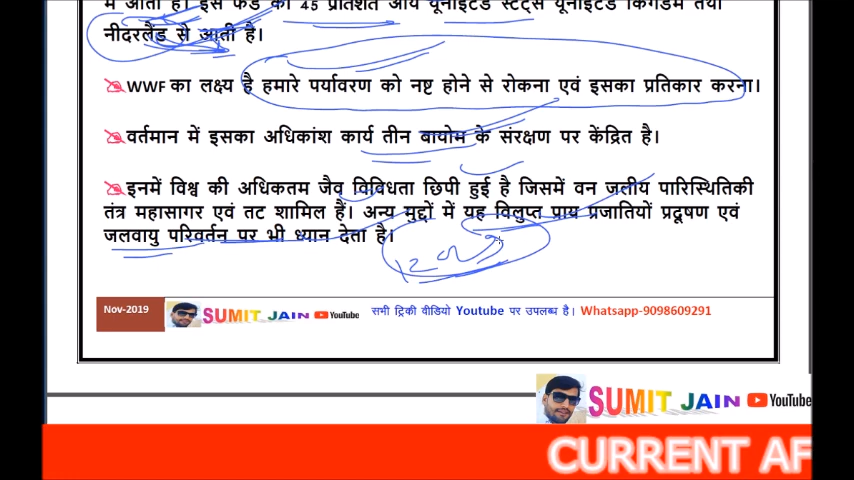 में आता है। इस फंड का 45 प्रतिशत आय यूनाइटेड स्टेट्स यूनाइटेड किंगडम तथा
नीदरलैंड से आती है।
WWF का लक्ष्य है हमारे पर्यावरण को नष्ट होने से रोकना एवं इसका प्रतिकार करना।
वर्तमान में इसका अधिकांश कार्य तीन बायोम के संरक्षण पर केंद्रित है।
इनमें विश्व की अधिकतम जैव विविधता छिपी हुई है जिसमें वन जलीय पारिस्थितिकी
तंत्र महासागर एवं तट शामिल हैं। अन्य मुद्दों में यह विलुप्त प्राय प्रजातियों प्रदूषण एवं
जलवायु परिवर्तन पर भी ध्यान देता है।
Nov-2019 SUMIT JAIN YouTube सभी ट्रिकी वीडियो Youtube पर उपलब्ध है। Whatsapp-9098609291
SUMIT JAIN YouTube
CURRENT AF